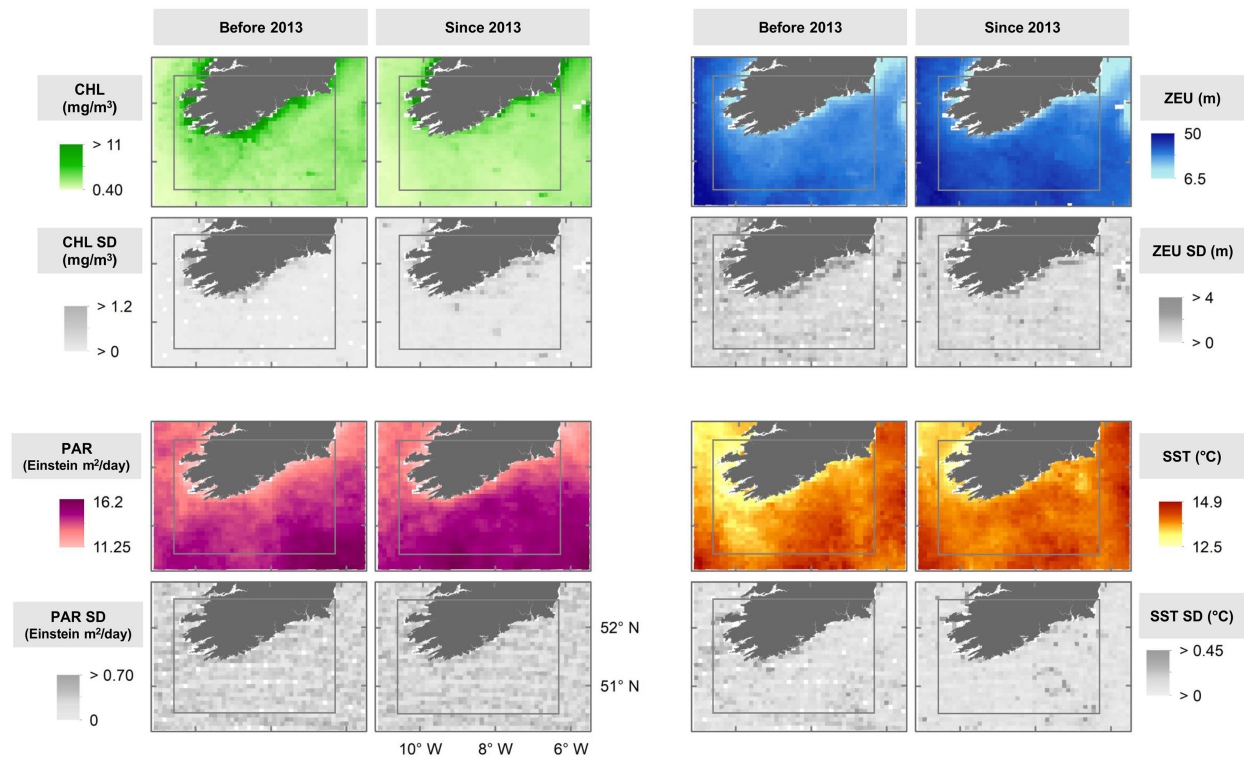 Before 2013
Since 2013
Before 2013
Since 2013
CHL
(mg/m³)
> 11
0.40
ZEU (m)
50
6.5
CHL SD
(mg/m³)
> 1.2
> 0
ZEU SD (m)
> 4
> 0
PAR
(Einstein m²/day)
16.2
11.25
SST (°C)
14.9
12.5
PAR SD
(Einstein m²/day)
> 0.70
0
52° N
51° N
SST SD (°C)
> 0.45
> 0
10° W
8° W
6° W